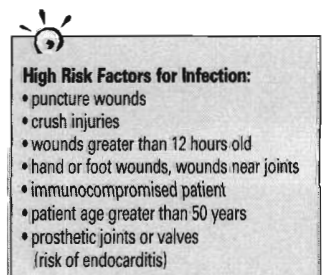 High Risk Factors for Infection:
• puncture wounds
• crush injuries
• wounds greater than 12 hours old
• hand or foot wounds, wounds near joints
• immunocompromised patient
• patient age greater than 50 years
• prosthetic joints or valves
(risk of endocarditis)